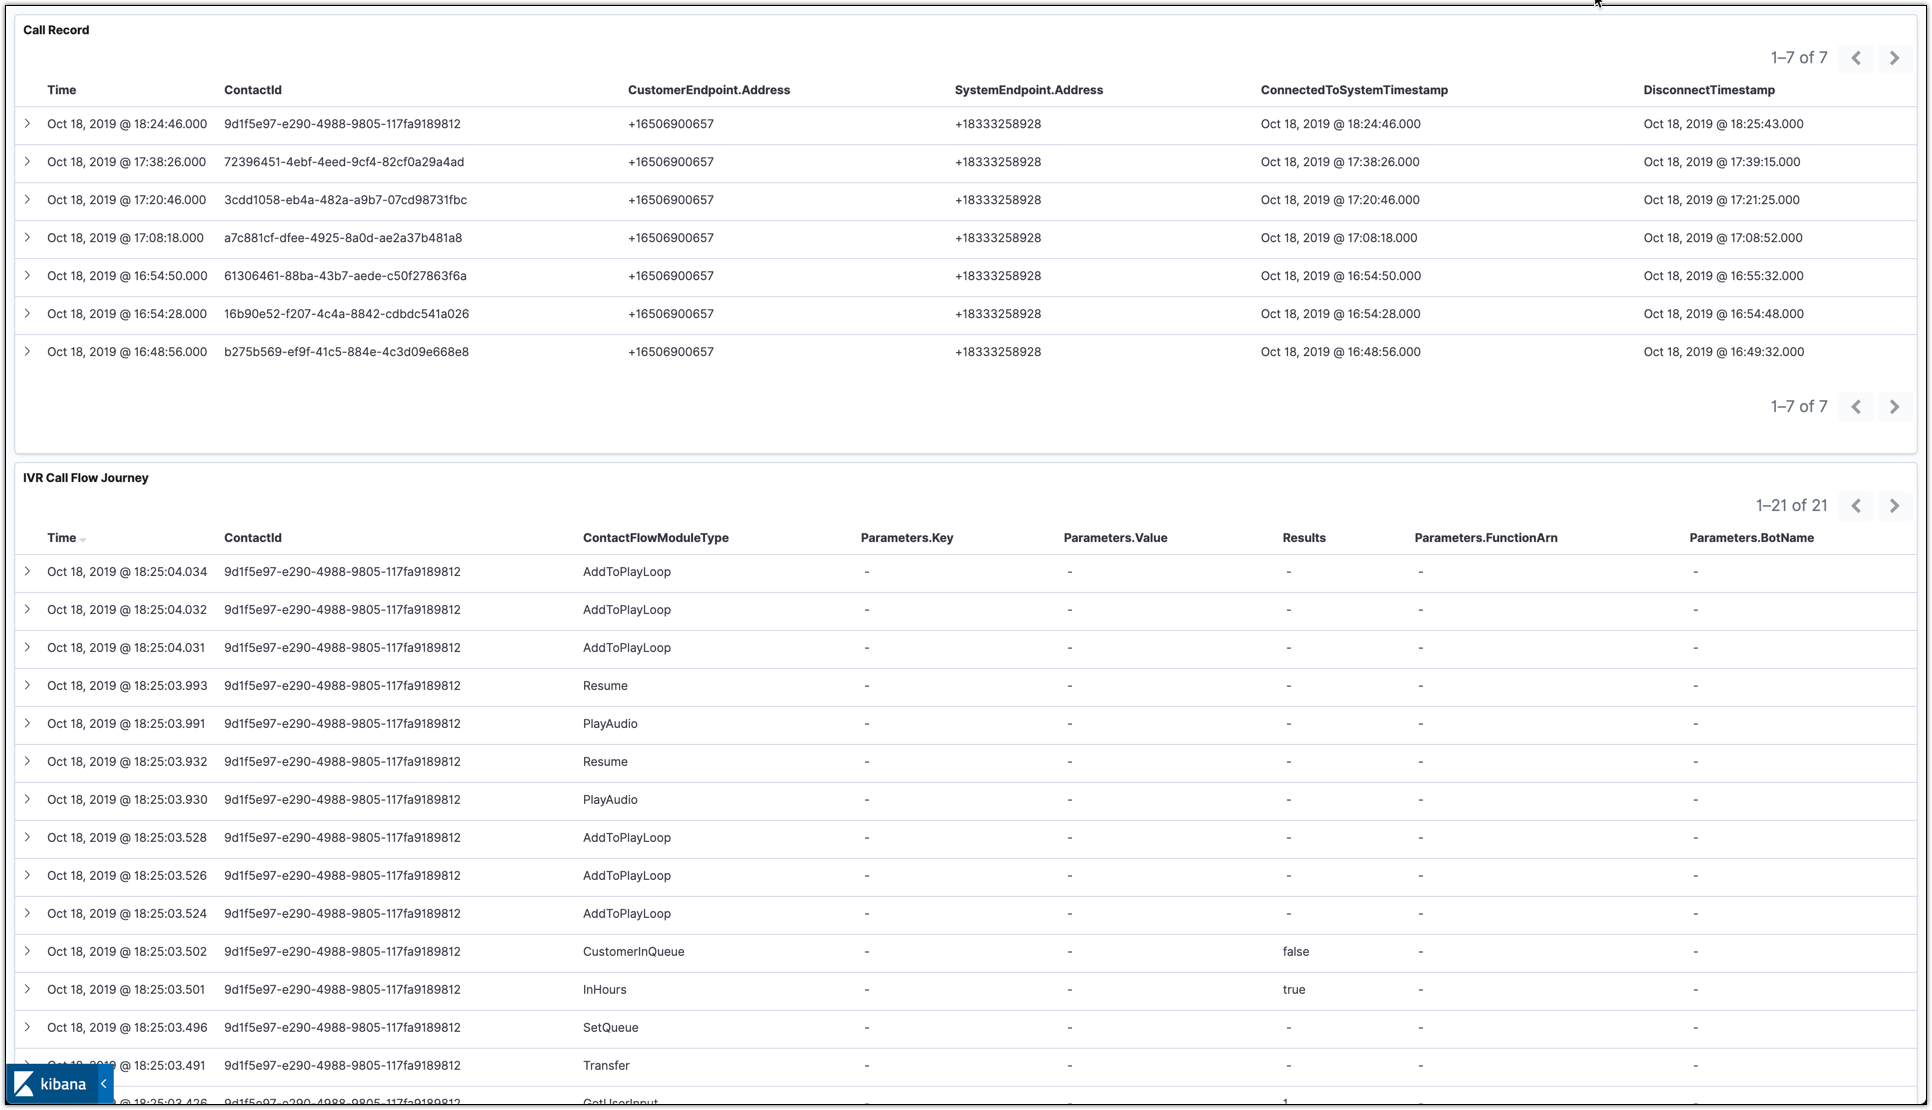 Call Record
1–7 of 7
Time ContactId CustomerEndpoint.Address SystemEndpoint.Address ConnectedToSystemTimestamp DisconnectTimestamp
Oct 18, 2019 @ 18:24:46.000 9d1f5e97-e290-4988-9805-117fa9189812 +16506900657 +18333258928 Oct 18, 2019 @ 18:24:46.000 Oct 18, 2019 @ 18:25:43.000
Oct 18, 2019 @ 17:38:26.000 72396451-4ebf-4eed-9cf4-82cf0a29a4ad +16506900657 +18333258928 Oct 18, 2019 @ 17:38:26.000 Oct 18, 2019 @ 17:39:15.000
Oct 18, 2019 @ 17:20:46.000 3cdd1058-eb4a-482a-a9b7-07cd98731fbc +16506900657 +18333258928 Oct 18, 2019 @ 17:20:46.000 Oct 18, 2019 @ 17:21:25.000
Oct 18, 2019 @ 17:08:18.000 a7c881cf-dfee-4925-8a0d-ae2a37b481a8 +16506900657 +18333258928 Oct 18, 2019 @ 17:08:18.000 Oct 18, 2019 @ 17:08:52.000
Oct 18, 2019 @ 16:54:50.000 61306461-88ba-43b7-aede-c50f27863f6a +16506900657 +18333258928 Oct 18, 2019 @ 16:54:50.000 Oct 18, 2019 @ 16:55:32.000
Oct 18, 2019 @ 16:54:28.000 16b90e52-f207-4c4a-8842-cdbdc541a026 +16506900657 +18333258928 Oct 18, 2019 @ 16:54:28.000 Oct 18, 2019 @ 16:54:48.000
Oct 18, 2019 @ 16:48:56.000 b275b569-ef9f-41c5-884e-4c3d09e668e8 +16506900657 +18333258928 Oct 18, 2019 @ 16:48:56.000 Oct 18, 2019 @ 16:49:32.000
1–7 of 7
IVR Call Flow Journey
1–21 of 21
Time ContactId ContactFlowModuleType Parameters.Key Parameters.Value Results Parameters.FunctionArn Parameters.BotName
Oct 18, 2019 @ 18:25:04.034 9d1f5e97-e290-4988-9805-117fa9189812 AddToPlayLoop - - - - -
Oct 18, 2019 @ 18:25:04.032 9d1f5e97-e290-4988-9805-117fa9189812 AddToPlayLoop - - - - -
Oct 18, 2019 @ 18:25:04.031 9d1f5e97-e290-4988-9805-117fa9189812 AddToPlayLoop - - - - -
Oct 18, 2019 @ 18:25:03.993 9d1f5e97-e290-4988-9805-117fa9189812 Resume - - - - -
Oct 18, 2019 @ 18:25:03.991 9d1f5e97-e290-4988-9805-117fa9189812 PlayAudio - - - - -
Oct 18, 2019 @ 18:25:03.932 9d1f5e97-e290-4988-9805-117fa9189812 Resume - - - - -
Oct 18, 2019 @ 18:25:03.930 9d1f5e97-e290-4988-9805-117fa9189812 PlayAudio - - - - -
Oct 18, 2019 @ 18:25:03.528 9d1f5e97-e290-4988-9805-117fa9189812 AddToPlayLoop - - - - -
Oct 18, 2019 @ 18:25:03.526 9d1f5e97-e290-4988-9805-117fa9189812 AddToPlayLoop - - - - -
Oct 18, 2019 @ 18:25:03.524 9d1f5e97-e290-4988-9805-117fa9189812 AddToPlayLoop - - - - -
Oct 18, 2019 @ 18:25:03.502 9d1f5e97-e290-4988-9805-117fa9189812 CustomerInQueue - - false - -
Oct 18, 2019 @ 18:25:03.501 9d1f5e97-e290-4988-9805-117fa9189812 InHours - - true - -
Oct 18, 2019 @ 18:25:03.496 9d1f5e97-e290-4988-9805-117fa9189812 SetQueue - - - - -
@ 18:25:03.491 9d1f5e97-e290-4988-9805-117fa9189812 Transfer - - - - -
@ 18:25:03.426 9d1f5e97-e290-4988-9805-117fa9189812 GetUserInput - - 1 - -
kibana